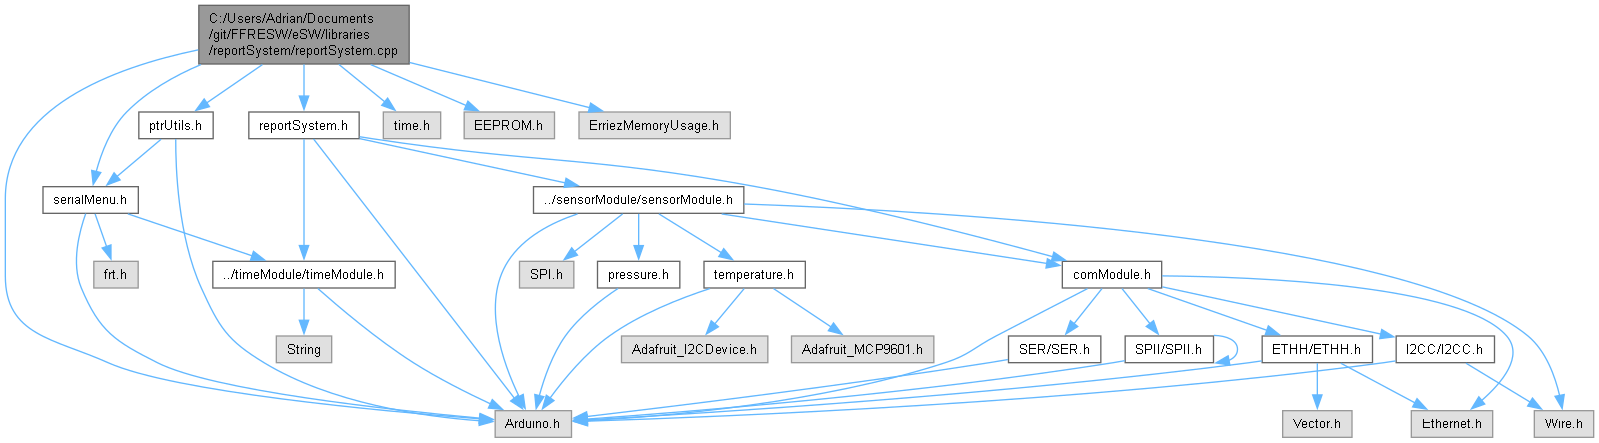 C:/Users/Adrian/Documents
/git/FFRESW/eSW/libraries
/reportSystem/reportSystem.cpp
ptrUtils.h
reportSystem.h
time.h
EEPROM.h
ErriezMemoryUsage.h
serialMenu.h
../sensorModule/sensorModule.h
frt.h
../timeModule/timeModule.h
SPI.h
pressure.h
temperature.h
comModule.h
String
Adafruit_I2CDevice.h
Adafruit_MCP9601.h
SER/SER.h
SPII/SPII.h
ETHH/ETHH.h
I2CC/I2CC.h
Arduino.h
Vector.h
Ethernet.h
Wire.h